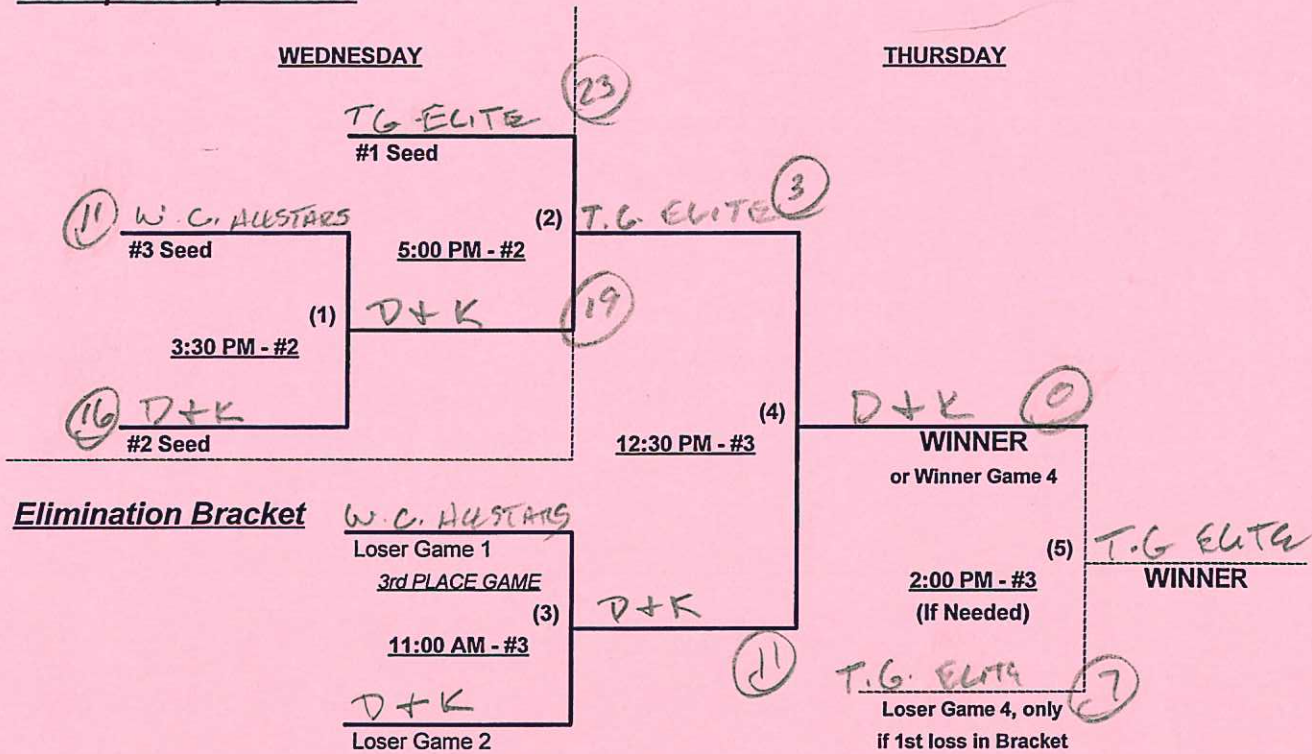 WEDNESDAY
THURSDAY
TG ELITE 23
#1 Seed
11 W.C. ALLSTARS
#3 Seed
(2)
T.G. ELITE 3
5:00 PM - #2
(1)
D+K 19
3:30 PM - #2
16 D+K
#2 Seed
(4)
12:30 PM - #3
D+K 0
WINNER
or Winner Game 4
Elimination Bracket
W.C. ALLSTARS
Loser Game 1
3rd PLACE GAME
(3)
D+K 11
11:00 AM - #3
D+K
Loser Game 2
(5)
T.G ELITE
WINNER
2:00 PM - #3
(If Needed)
T.G. ELITE 7
Loser Game 4, only
if 1st loss in Bracket